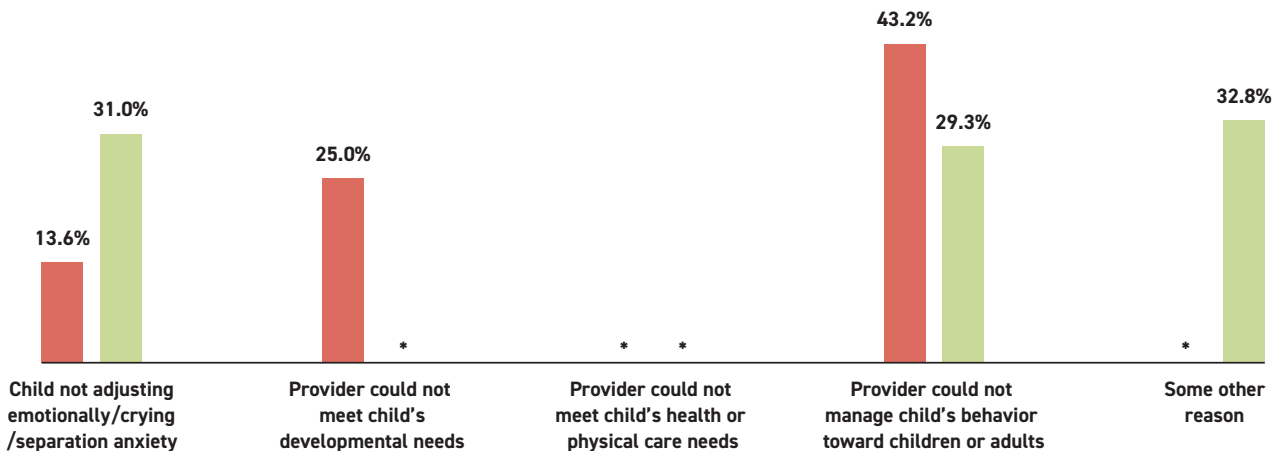 43.2%
32.8%
31.0%
29.3%
25.0%
13.6%
* * * *
Child not adjusting
emotionally/crying
/separation anxiety
Provider could not
meet child's
developmental needs
Provider could not
meet child's health or
physical care needs
Provider could not
manage child's behavior
toward children or adults
Some other
reason